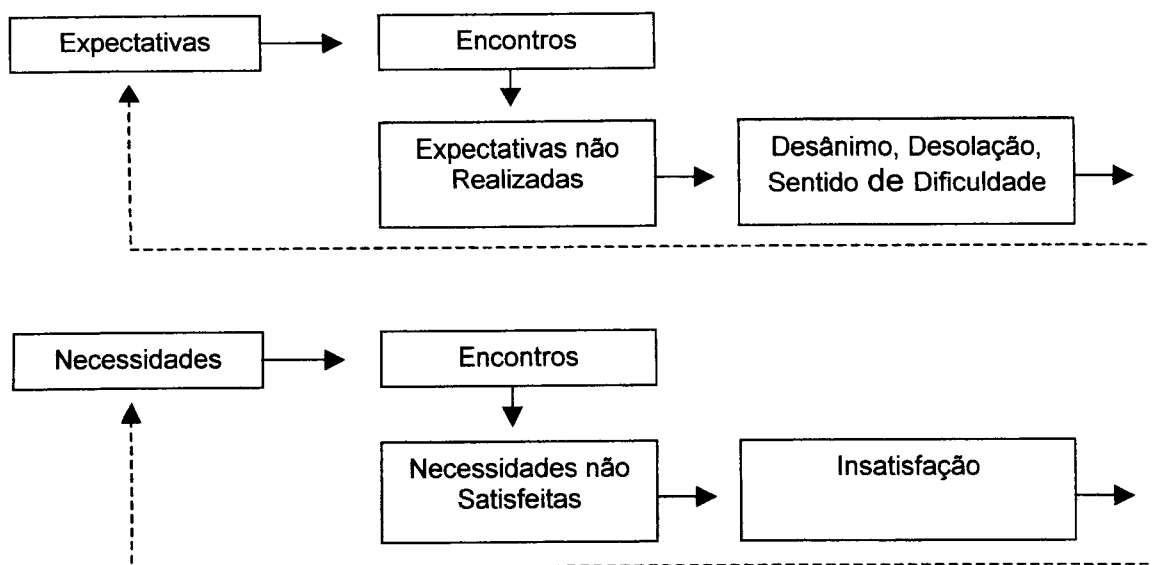 Expectativas
Encontros
Expectativas não
Realizadas
Desânimo, Desolação,
Sentido de Dificuldade
Necessidades
Encontros
Necessidades não
Satisfeitas
Insatisfação